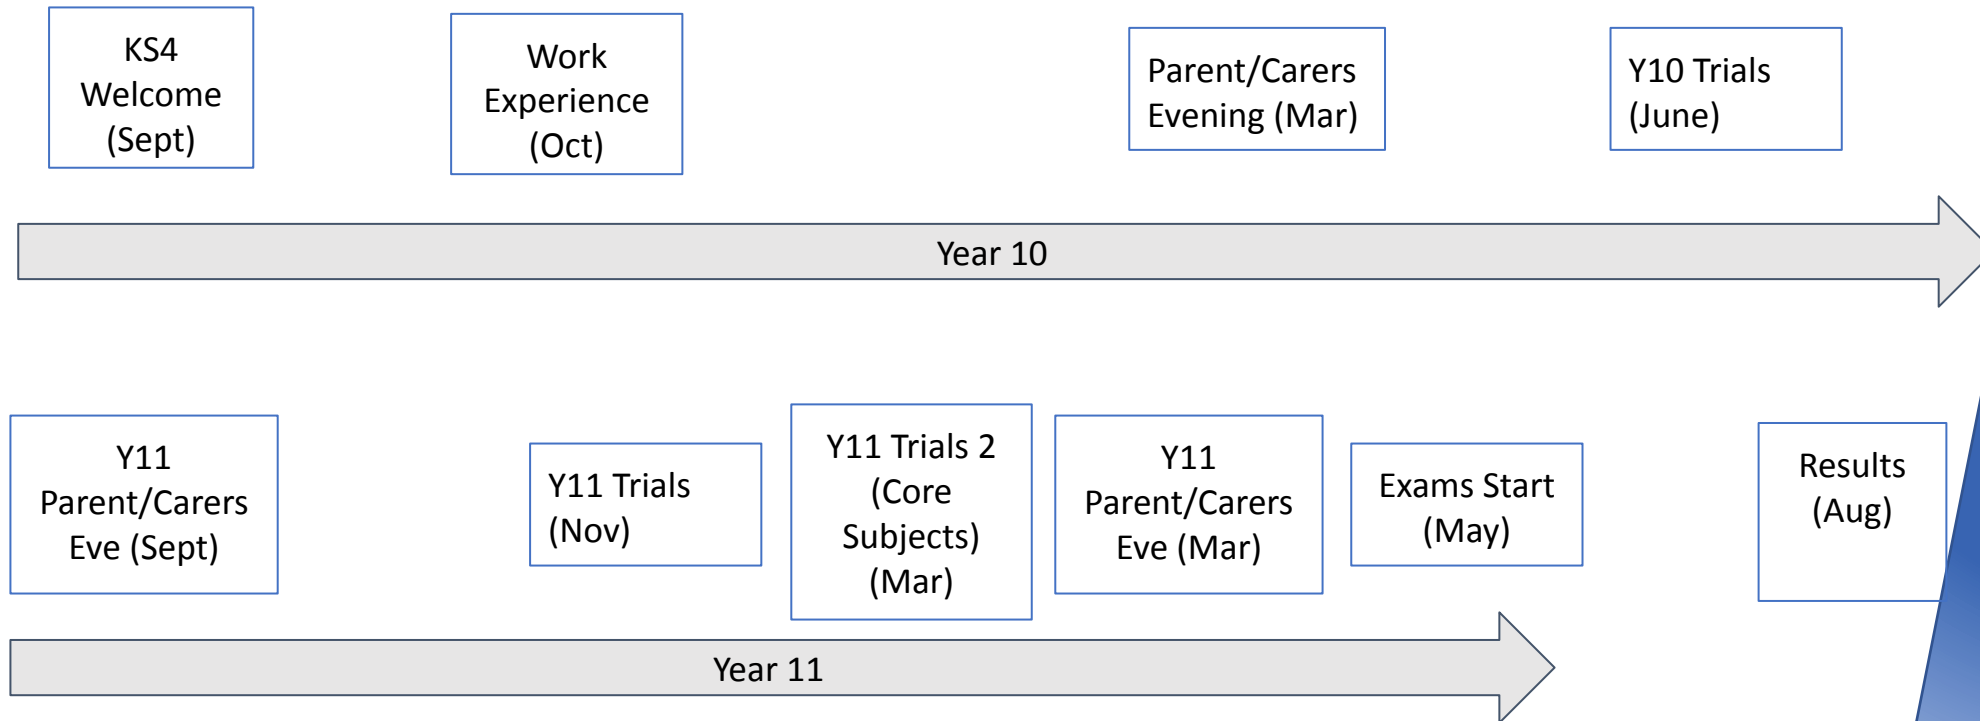 KS4
Welcome
(Sept)
Work
Experience
(Oct)
Parent/Carers
Evening (Mar)
Y10 Trials
(June)
Year 10
Y11
Parent/Carers
Eve (Sept)
Y11 Trials
(Nov)
Y11 Trials 2
(Core
Subjects)
(Mar)
Y11
Parent/Carers
Eve (Mar)
Exams Start
(May)
Results
(Aug)
Year 11